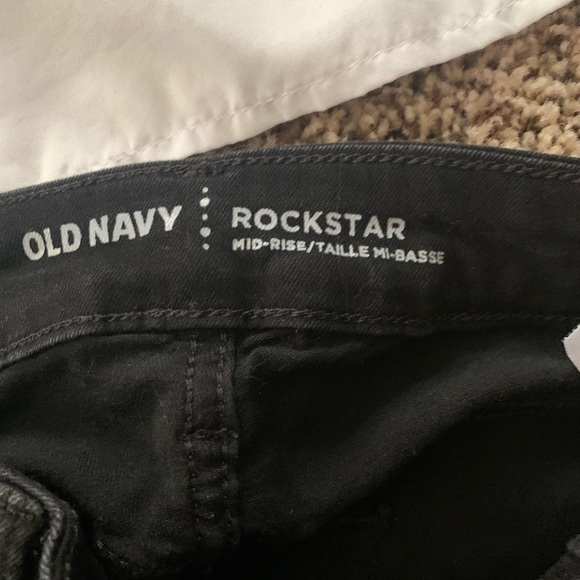 OLD NAVY
ROCKSTAR
MID-RISE/TAILLE MI-BASSE